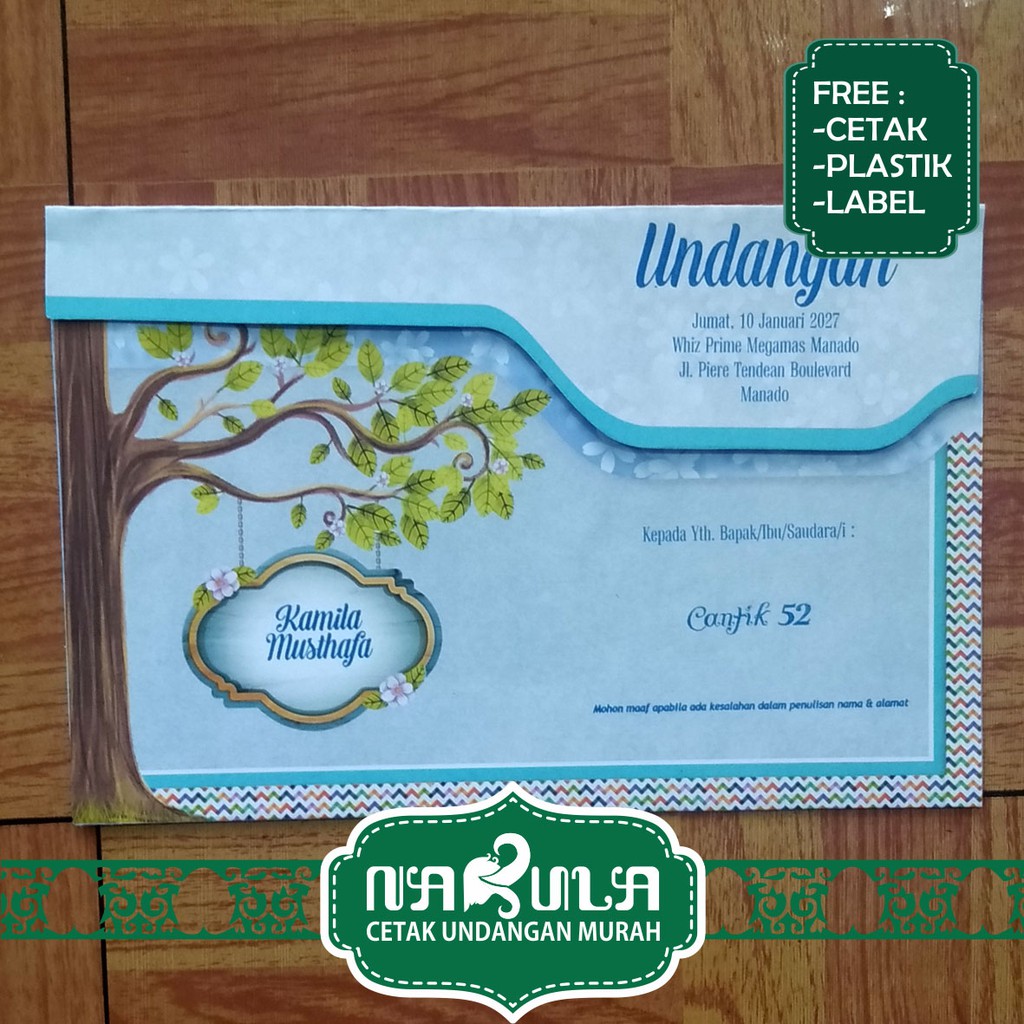 FREE :
-CETAK
-PLASTIK
-LABEL
Undangan
Jumat, 10 Januari 2027
Whiz Prime Megamas Manado
Jl. Piere Tendean Boulevard
Manado
Kepada Yth. Bapak/Ibu/Saudara/i :
Kamila
Musthafa
Cantik 52
Mohon maaf apabila ada kesalahan dalam penulisan nama & alamat
NAKULA
CETAK UNDANGAN MURAH